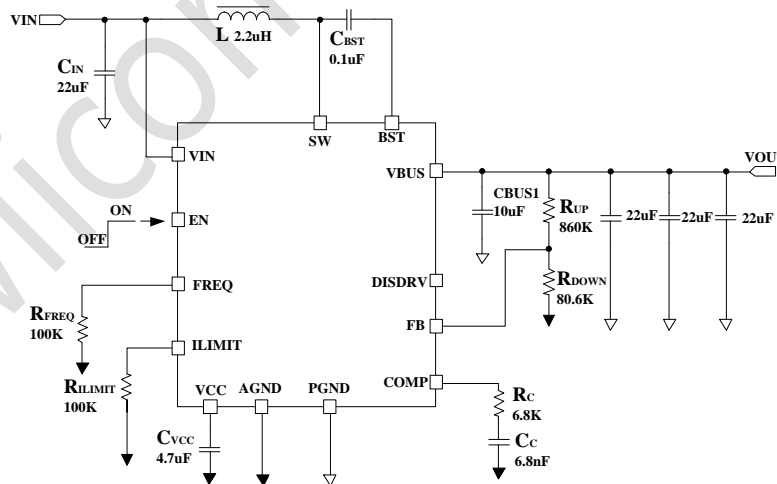 VIN
L 2.2uH
CBST
0.1uF
CIN
22uF
SW
BST
VIN
VBUS
VOU
CBUS1
10uF
RUP
860K
22uF
22uF
22uF
ON
OFF
EN
DISDRV
RDOWN
80.6K
FREQ
RFREQ
100K
FB
ILIMIT
RILIMIT
100K
COMP
VCC
AGND
PGND
RC
6.8K
CVCC
4.7uF
CC
6.8nF